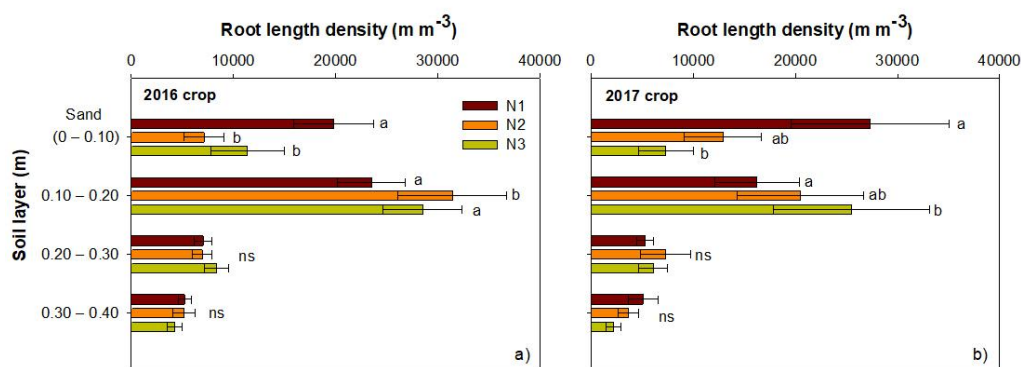 Root length density (m m-3)
0 10000 20000 30000 40000
2016 crop
N1
N2
N3
Soil layer (m)
Sand
(0 – 0.10)
a
b
b
0.10 – 0.20
a
b
a
0.20 – 0.30
ns
0.30 – 0.40
ns
a)
Root length density (m m-3)
0 10000 20000 30000 40000
2017 crop
a
ab
b
a
ab
b
ns
ns
b)